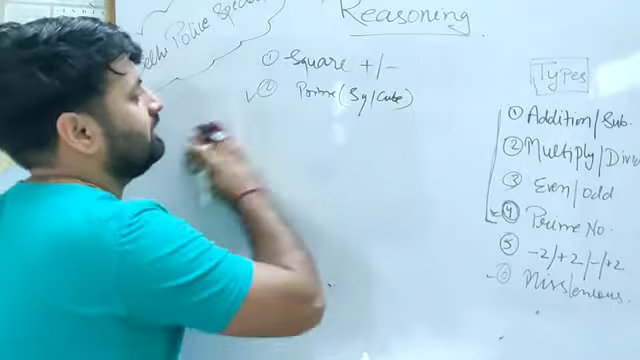 Delhi Police Special
Reasoning
① Square +/-
② Prime (Sq/Cube)
Types
① Addition/Sub.
② Multiply/Divi
③ Even/odd
④ Prime No.
⑤ -2/+2/-/+2
⑥ Missleneous.